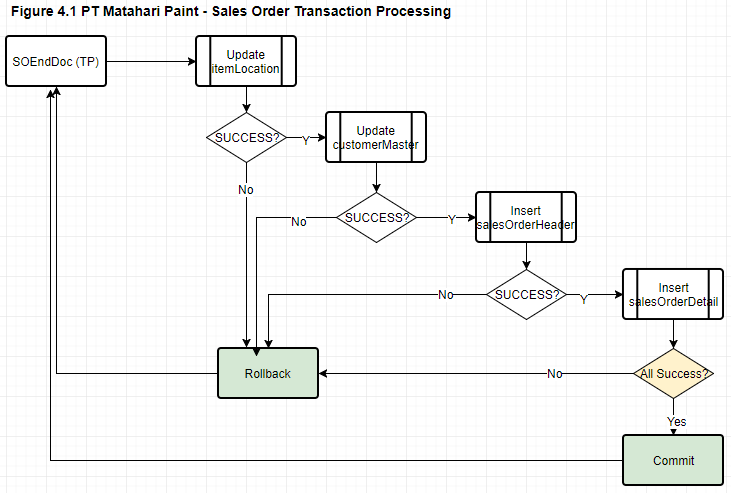 Figure 4.1 PT Matahari Paint - Sales Order Transaction Processing
SOEndDoc (TP)
Update
itemLocation
SUCCESS?
Y
Update
customerMaster
No
SUCCESS?
No
Y
Insert
salesOrderHeader
SUCCESS?
No
Y
Insert
salesOrderDetail
Rollback
No
All Success?
Yes
Commit